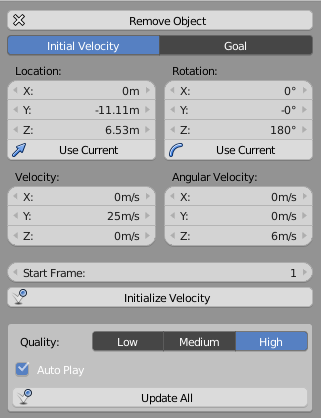 Remove Object
Initial Velocity Goal
Location: Rotation:
X: 0m X: 0°
Y: -11.11m Y: -0°
Z: 6.53m Z: 180°
Use Current Use Current
Velocity: Angular Velocity:
X: 0m/s X: 0m/s
Y: 25m/s Y: 0m/s
Z: 0m/s Z: 6m/s
Start Frame: 1
Initialize Velocity
Quality: Low Medium High
Auto Play
Update All